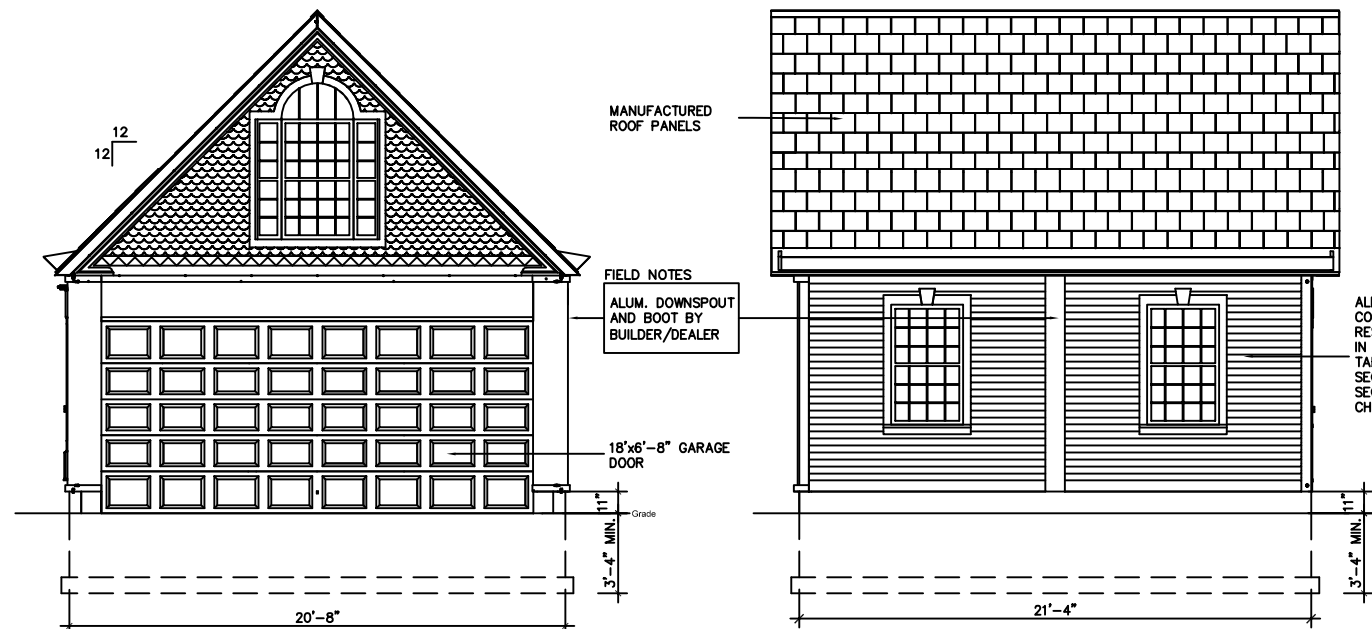 12
12
MANUFACTURED
ROOF PANELS
FIELD NOTES
ALUM. DOWNSPOUT
AND BOOT BY
BUILDER/DEALER
18'x6'-8" GARAGE
DOOR
11"
Grade
3'-4" MIN.
20'-8"
IN
11"
3'-4" MIN.
21'-4"